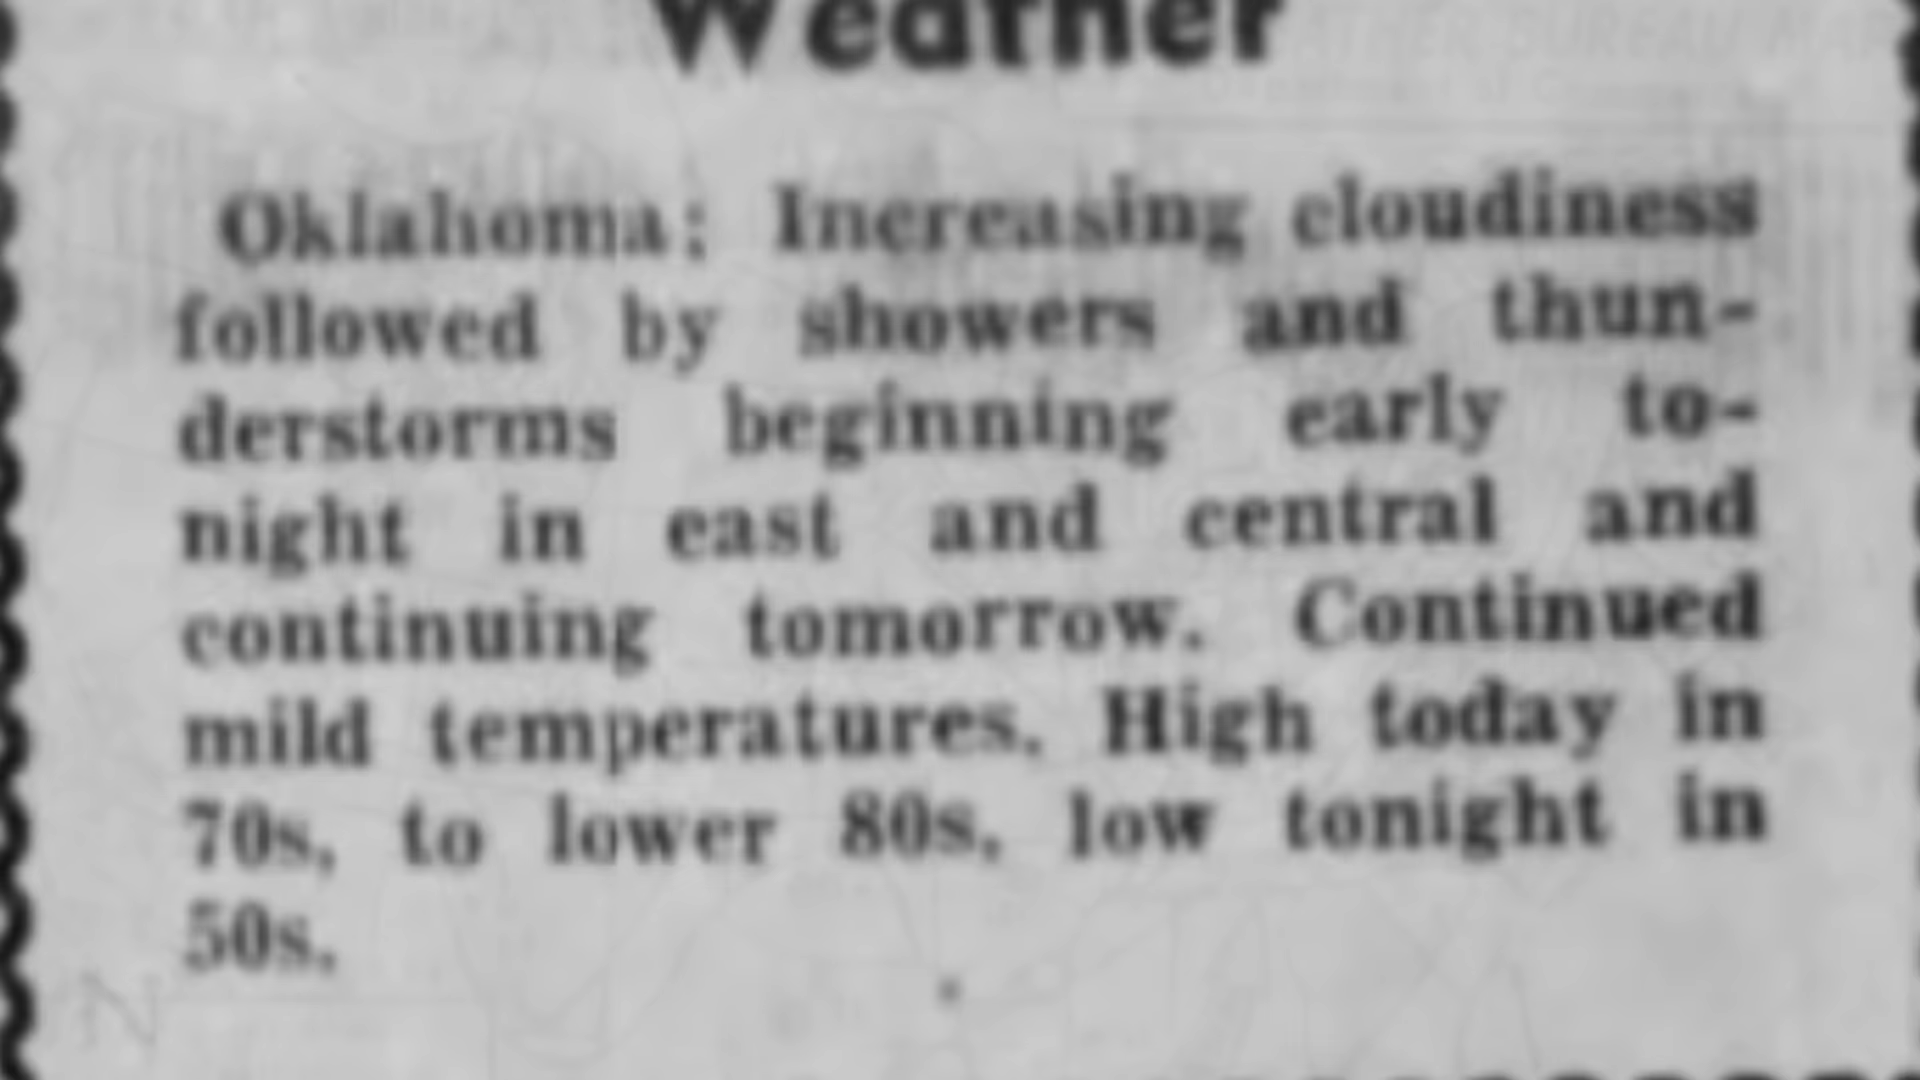 Weather
Oklahoma: Increasing cloudiness
followed by showers and thun-
derstorms beginning early to-
night in east and central and
continuing tomorrow. Continued
mild temperatures. High today in
70s, to lower 80s, low tonight in
50s.